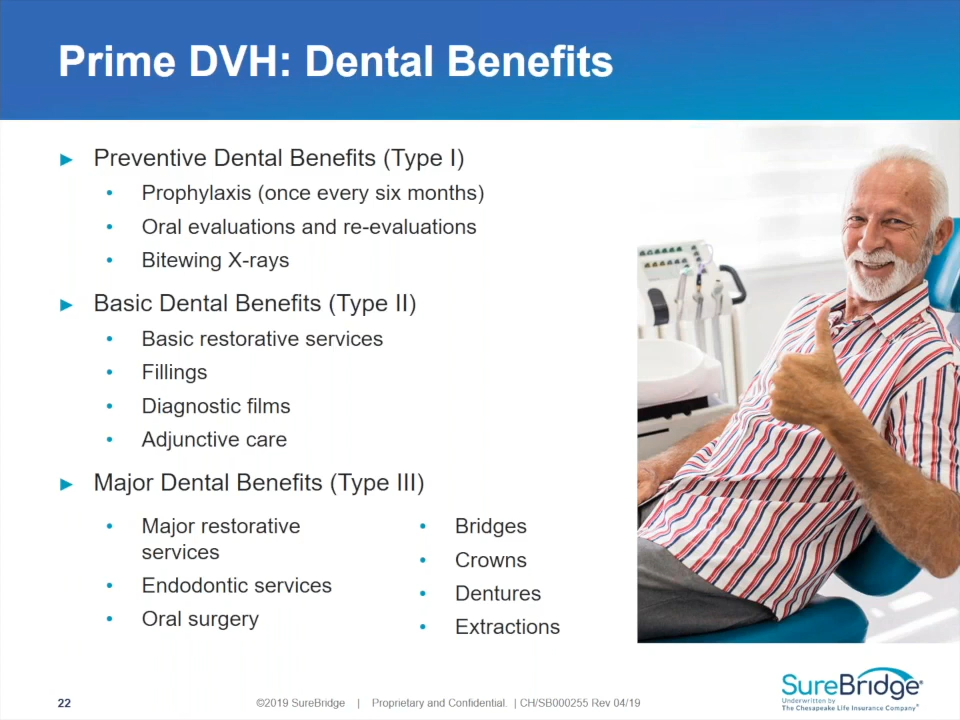 Prime DVH: Dental Benefits
► Preventive Dental Benefits (Type I)
• Prophylaxis (once every six months)
• Oral evaluations and re-evaluations
• Bitewing X-rays
► Basic Dental Benefits (Type II)
• Basic restorative services
• Fillings
• Diagnostic films
• Adjunctive care
► Major Dental Benefits (Type III)
• Major restorative
services
• Endodontic services
• Oral surgery
• Bridges
• Crowns
• Dentures
• Extractions
22
©2019 SureBridge | Proprietary and Confidential. | CH/SB000255 Rev 04/19
SureBridge®
Underwritten by
The Chesapeake Life Insurance Company®